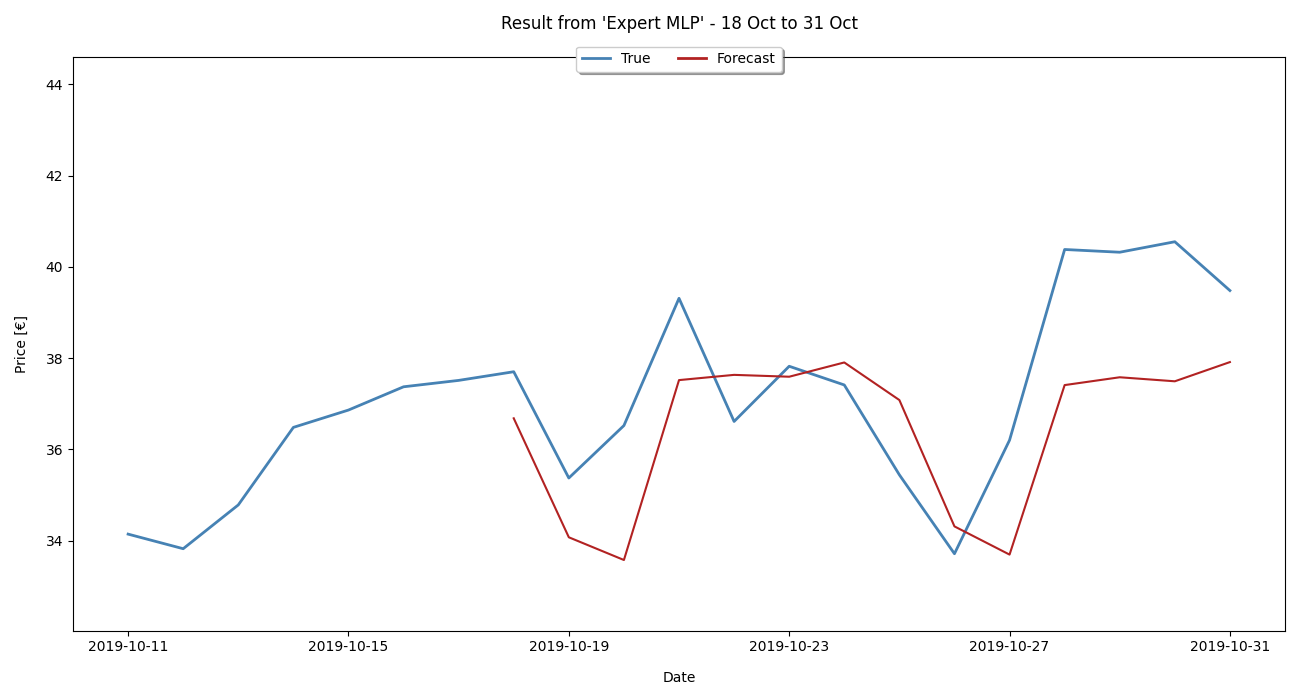 Result from 'Expert MLP' - 18 Oct to 31 Oct
True Forecast
44
42
40
38
36
34
Price [€]
2019-10-11 2019-10-15 2019-10-19 2019-10-23 2019-10-27 2019-10-31
Date